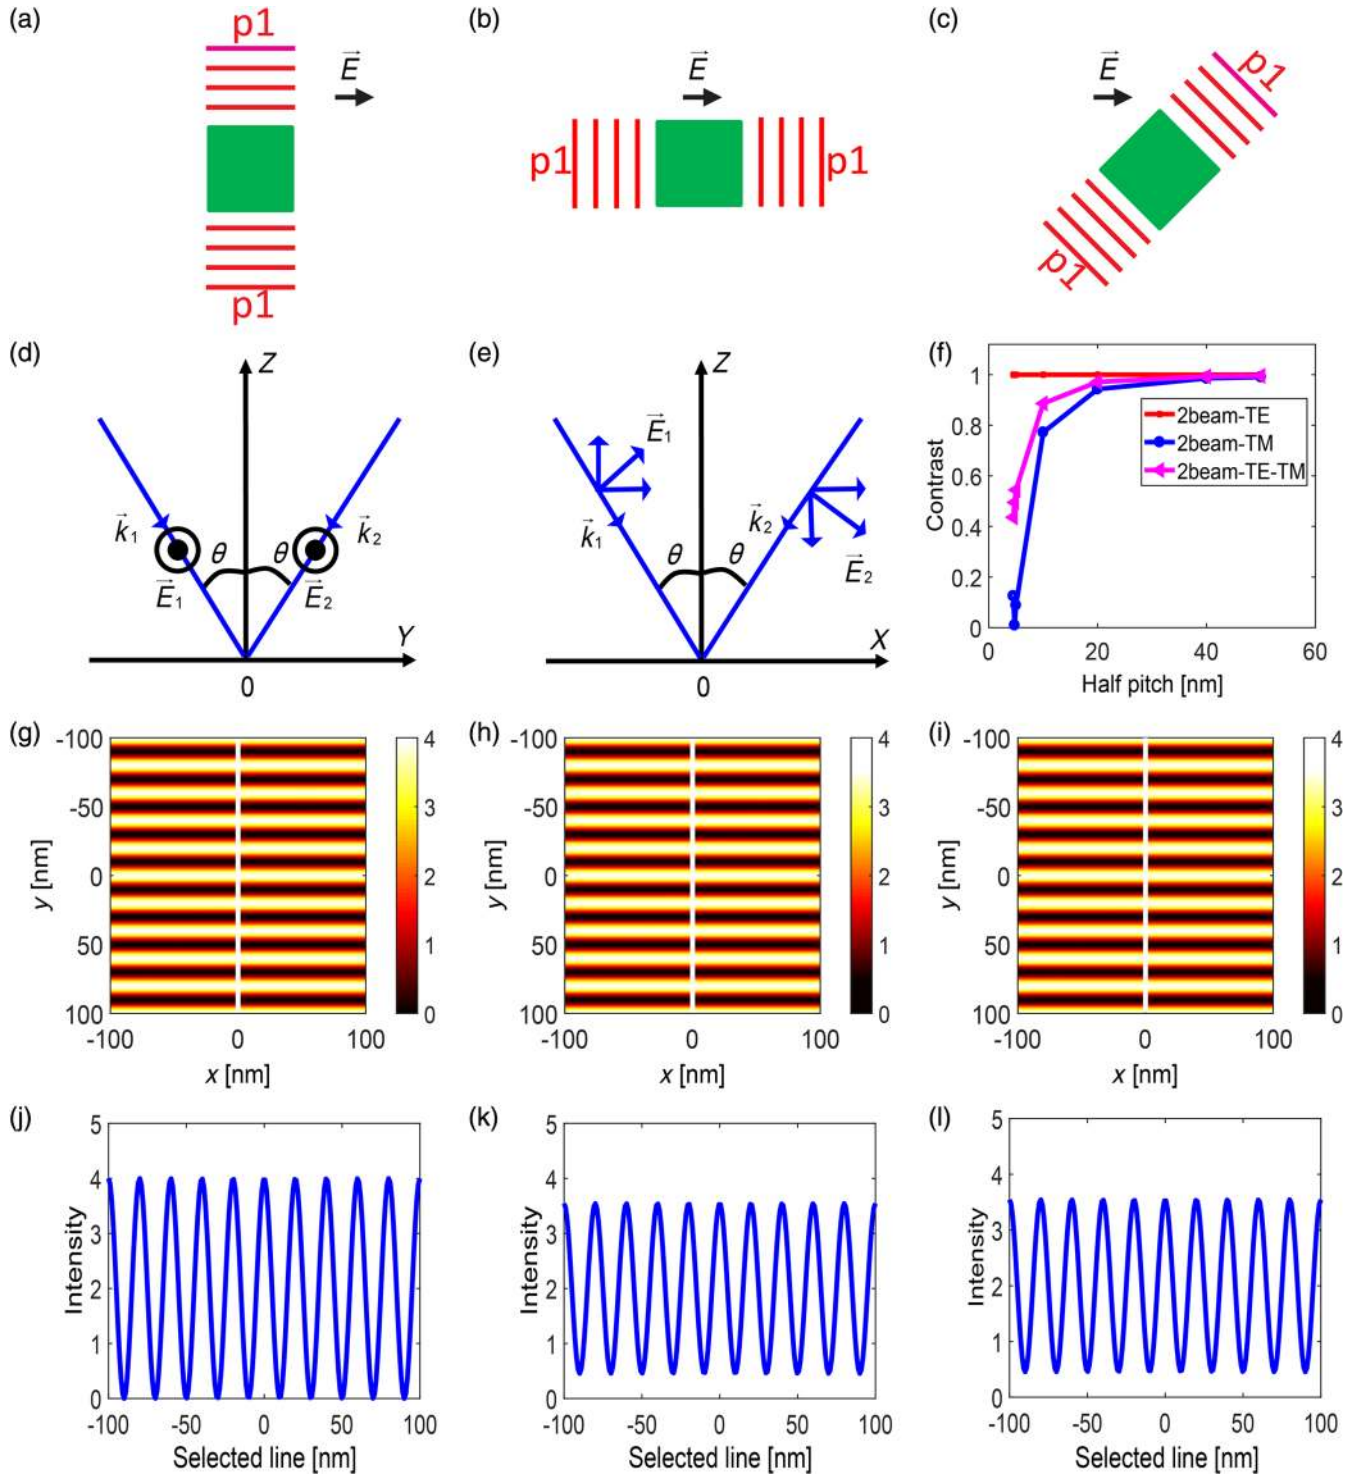 (a)
p1
E
p1
(b)
E
p1
p1
(c)
E
p1
p1
(d)
Z
k1
θ
θ
k2
E1
E2
Y
0
(e)
Z
E1
k1
θ
θ
k2
E2
X
0
(f)
1
0.8
0.6
0.4
0.2
0
Contrast
2beam-TE
2beam-TM
2beam-TE-TM
0
20
40
60
Half pitch [nm]
(g)
-100
-50
0
50
100
y [nm]
-100
0
100
x [nm]
4
3
2
1
0
(h)
-100
-50
0
50
100
y [nm]
-100
0
100
x [nm]
4
3
2
1
0
(i)
-100
-50
0
50
100
y [nm]
-100
0
100
x [nm]
4
3
2
1
0
(j)
5
4
3
2
1
0
Intensity
-100
-50
0
50
100
Selected line [nm]
(k)
5
4
3
2
1
0
Intensity
-100
-50
0
50
100
Selected line [nm]
(l)
5
4
3
2
1
0
Intensity
-100
-50
0
50
100
Selected line [nm]